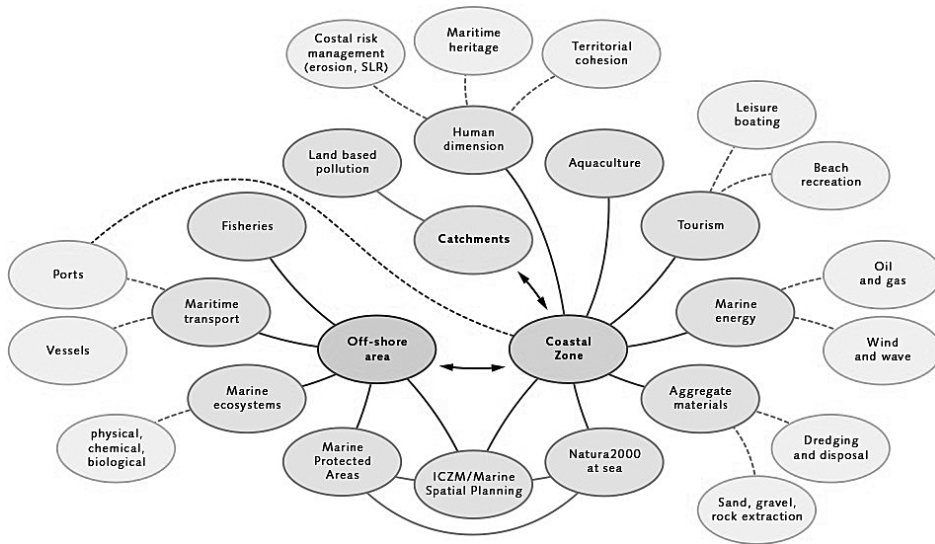 Costal risk
management
(erosion, SLR)
Maritime
heritage
Territorial
cohesion
Leisure
boating
Human
dimension
Land based
pollution
Aquaculture
Beach
recreation
Fisheries
Catchments
Tourism
Ports
Maritime
transport
Oil
and gas
Marine
energy
Vessels
Off-shore
area
Coastal
Zone
Wind
and wave
Marine
ecosystems
Aggregate
materials
physical,
chemical,
biological
Marine
Protected
Areas
ICZM/Marine
Spatial Planning
Natura2000
at sea
Dredging
and disposal
Sand, gravel,
rock extraction